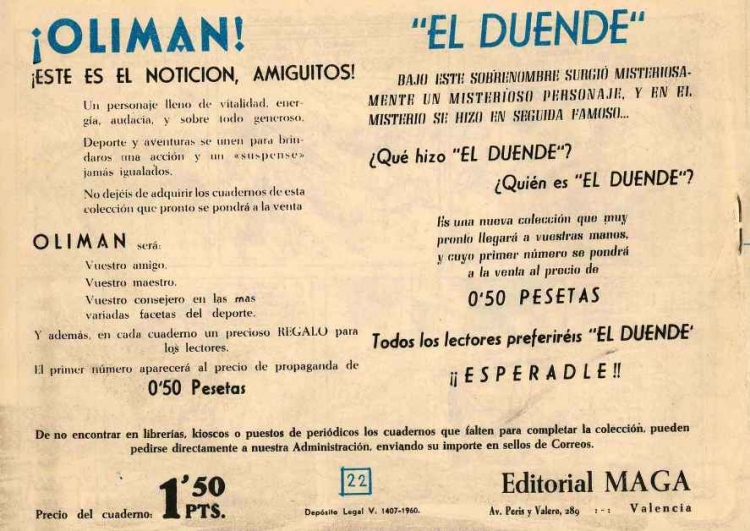 ¡OLIMAN!
¡ESTE ES EL NOTICION, AMIGUITOS!
Un personaje lleno de vitalidad, ener-
gía, audacia, y sobre todo generoso.
Deporte y aventuras se unen para brin-
daros una acción y un «suspense»
jamás igualados.
No dejéis de adquirir los cuadernos de esta
colección que pronto se pondrá a la venta
OLIMAN será:
Vuestro amigo.
Vuestro maestro.
Vuestro consejero en las mas
variadas facetas del deporte.
Y además, en cada cuaderno un precioso REGALO para
los lectores.
El primer número aparecerá al precio de propaganda de
0'50 Pesetas
"EL DUENDE"
BAJO ESTE SOBRENOMBRE SURGIÓ MISTERIOSA-
MENTE UN MISTERIOSO PERSONAJE, Y EN EL
MISTERIO SE HIZO EN SEGUIDA FAMOSO...
¿Qué hizo "EL DUENDE"?
¿Quién es "EL DUENDE"?
Es una nueva colección que muy
pronto llegará a vuestras manos,
y cuyo primer número se pondrá
a la venta al precio de
0'50 PESETAS
Todos los lectores preferiréis "EL DUENDE'
¡¡ESPERADLE!!
De no encontrar en librerías, kioscos o puestos de periódicos los cuadernos que falten para completar la colección, pueden
pedirse directamente a nuestra Administración, enviando su importe en sellos de Correos.
Precio del cuaderno: 1'50 PTS.
22
Depósito Legal V. 1407-1960.
Editorial MAGA
Av. Peris y Valero, 289 :-: Valencia